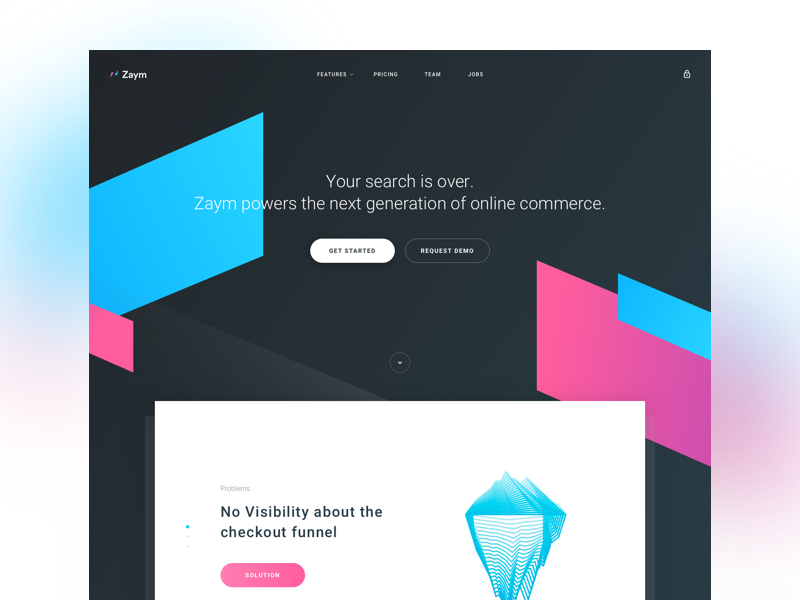 Zaym
FEATURES
PRICING
TEAM
JOBS
Your search is over.
Zaym powers the next generation of online commerce.
GET STARTED
REQUEST DEMO
Problems
No Visibility about the
checkout funnel
SOLUTION